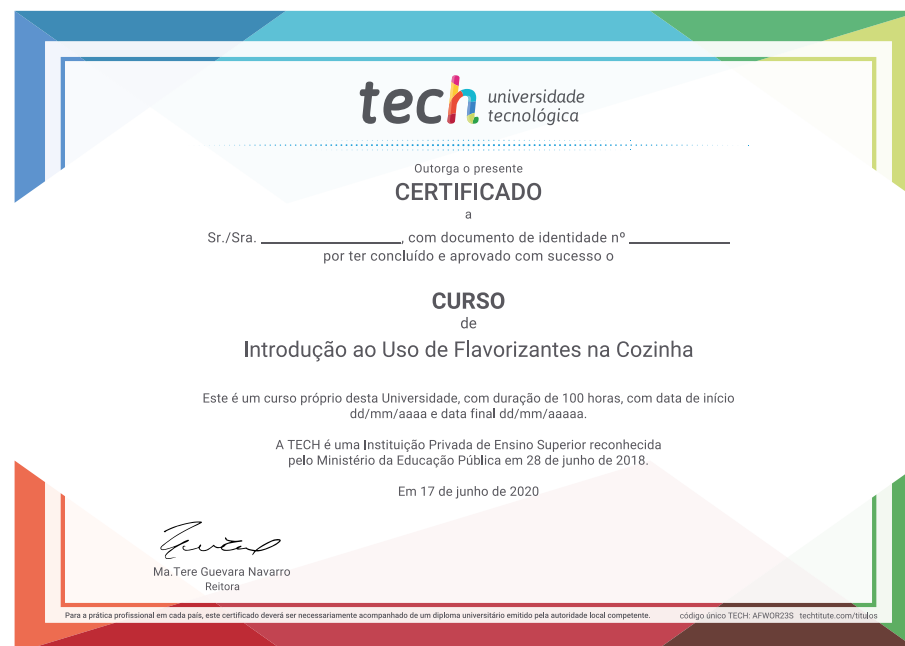 tech universidade
tecnológica
Outorga o presente
CERTIFICADO
a
Sr./Sra. ________________, com documento de identidade nº ____________
por ter concluído e aprovado com sucesso o
CURSO
de
Introdução ao Uso de Flavorizantes na Cozinha
Este é um curso próprio desta Universidade, com duração de 100 horas, com data de início
dd/mm/aaaa e data final dd/mm/aaaaa.
A TECH é uma Instituição Privada de Ensino Superior reconhecida
pelo Ministério da Educação Pública em 28 de junho de 2018.
Em 17 de junho de 2020
Ma.Tere Guevara Navarro
Reitora
Para a prática profissional em cada país, este certificado deverá ser necessariamente acompanhado de um diploma universitário emitido pela autoridade local competente. código único TECH: AFWOR23S techtitute.com/titulos